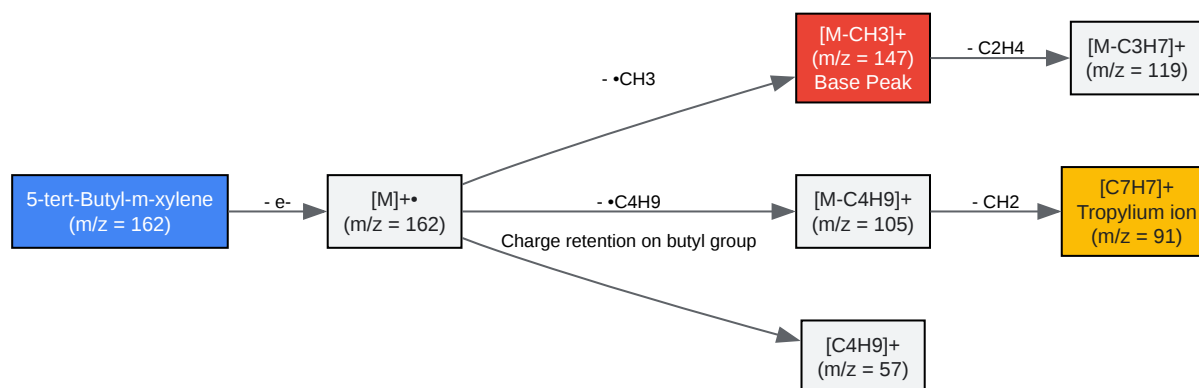 [M-CH3]+
(m/z = 147)
Base Peak
- C2H4
[M-C3H7]+
(m/z = 119)
- •CH3
5-tert-Butyl-m-xylene
(m/z = 162)
- e-
[M]+•
(m/z = 162)
- •C4H9
[M-C4H9]+
(m/z = 105)
- CH2
[C7H7]+
Tropylium ion
(m/z = 91)
Charge retention on butyl group
[C4H9]+
(m/z = 57)